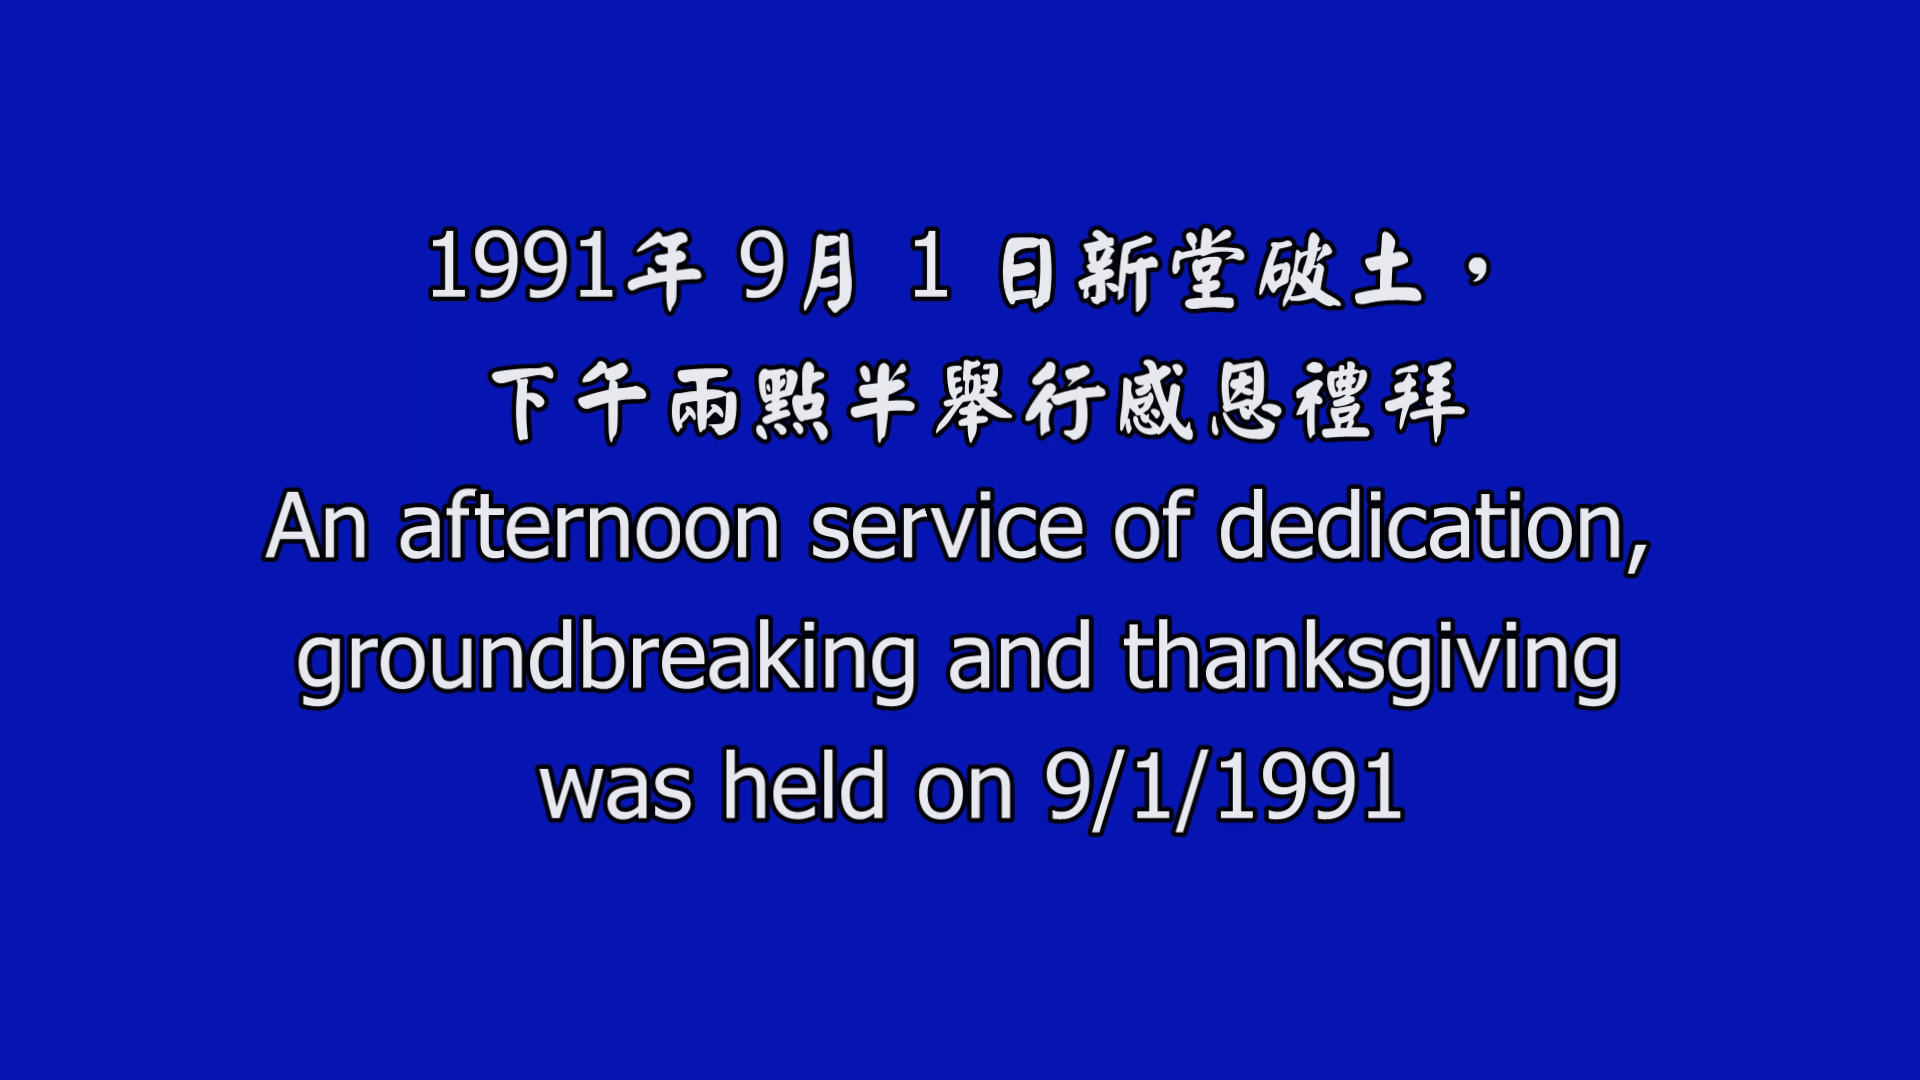 1991年 9月 1 日新堂破土，
下午兩點半舉行感恩禮拜
An afternoon service of dedication,
groundbreaking and thanksgiving
was held on 9/1/1991